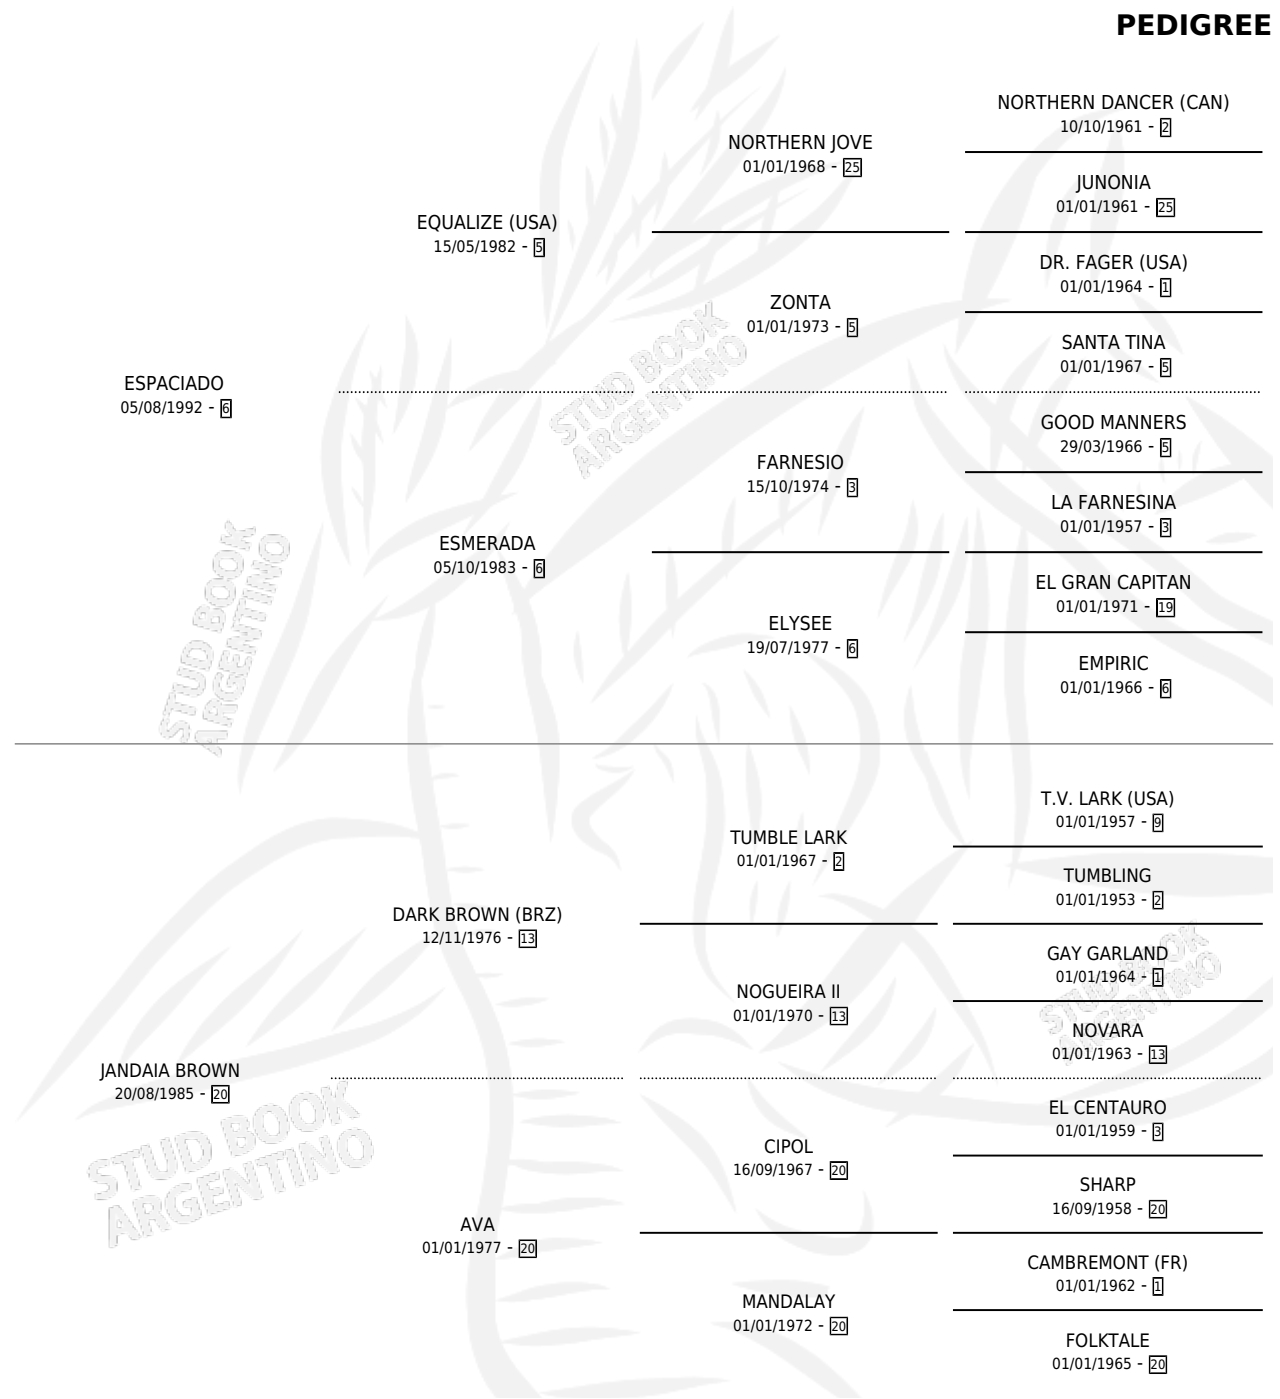 PEDIGREE
NORTHERN DANCER (CAN)
10/10/1961 - 2
NORTHERN JOVE
01/01/1968 - 25
JUNONIA
01/01/1961 - 25
EQUALIZE (USA)
15/05/1982 - 5
DR. FAGER (USA)
01/01/1964 - 1
ZONTA
01/01/1973 - 5
SANTA TINA
01/01/1967 - 5
ESPACIADO
05/08/1992 - 6
GOOD MANNERS
29/03/1966 - 5
FARNESIO
15/10/1974 - 3
LA FARNESINA
01/01/1957 - 3
ESMERADA
05/10/1983 - 6
EL GRAN CAPITAN
01/01/1971 - 19
ELYSEE
19/07/1977 - 6
EMPIRIC
01/01/1966 - 6
T.V. LARK (USA)
01/01/1957 - 9
TUMBLE LARK
01/01/1967 - 2
TUMBLING
01/01/1953 - 2
DARK BROWN (BRZ)
12/11/1976 - 13
GAY GARLAND
01/01/1964 - 1
NOGUEIRA II
01/01/1970 - 13
NOVARA
01/01/1963 - 13
JANDAIA BROWN
20/08/1985 - 20
EL CENTAURO
01/01/1959 - 3
CIPOL
16/09/1967 - 20
SHARP
16/09/1958 - 20
AVA
01/01/1977 - 20
CAMBREMONT (FR)
01/01/1962 - 1
MANDALAY
01/01/1972 - 20
FOLKTALE
01/01/1965 - 20
STUD BOOK
ARGENTINO
STUD BOOK
ARGENTINO
STUD BOOK
ARGENTINO
STUD BOOK
ARGENTINO